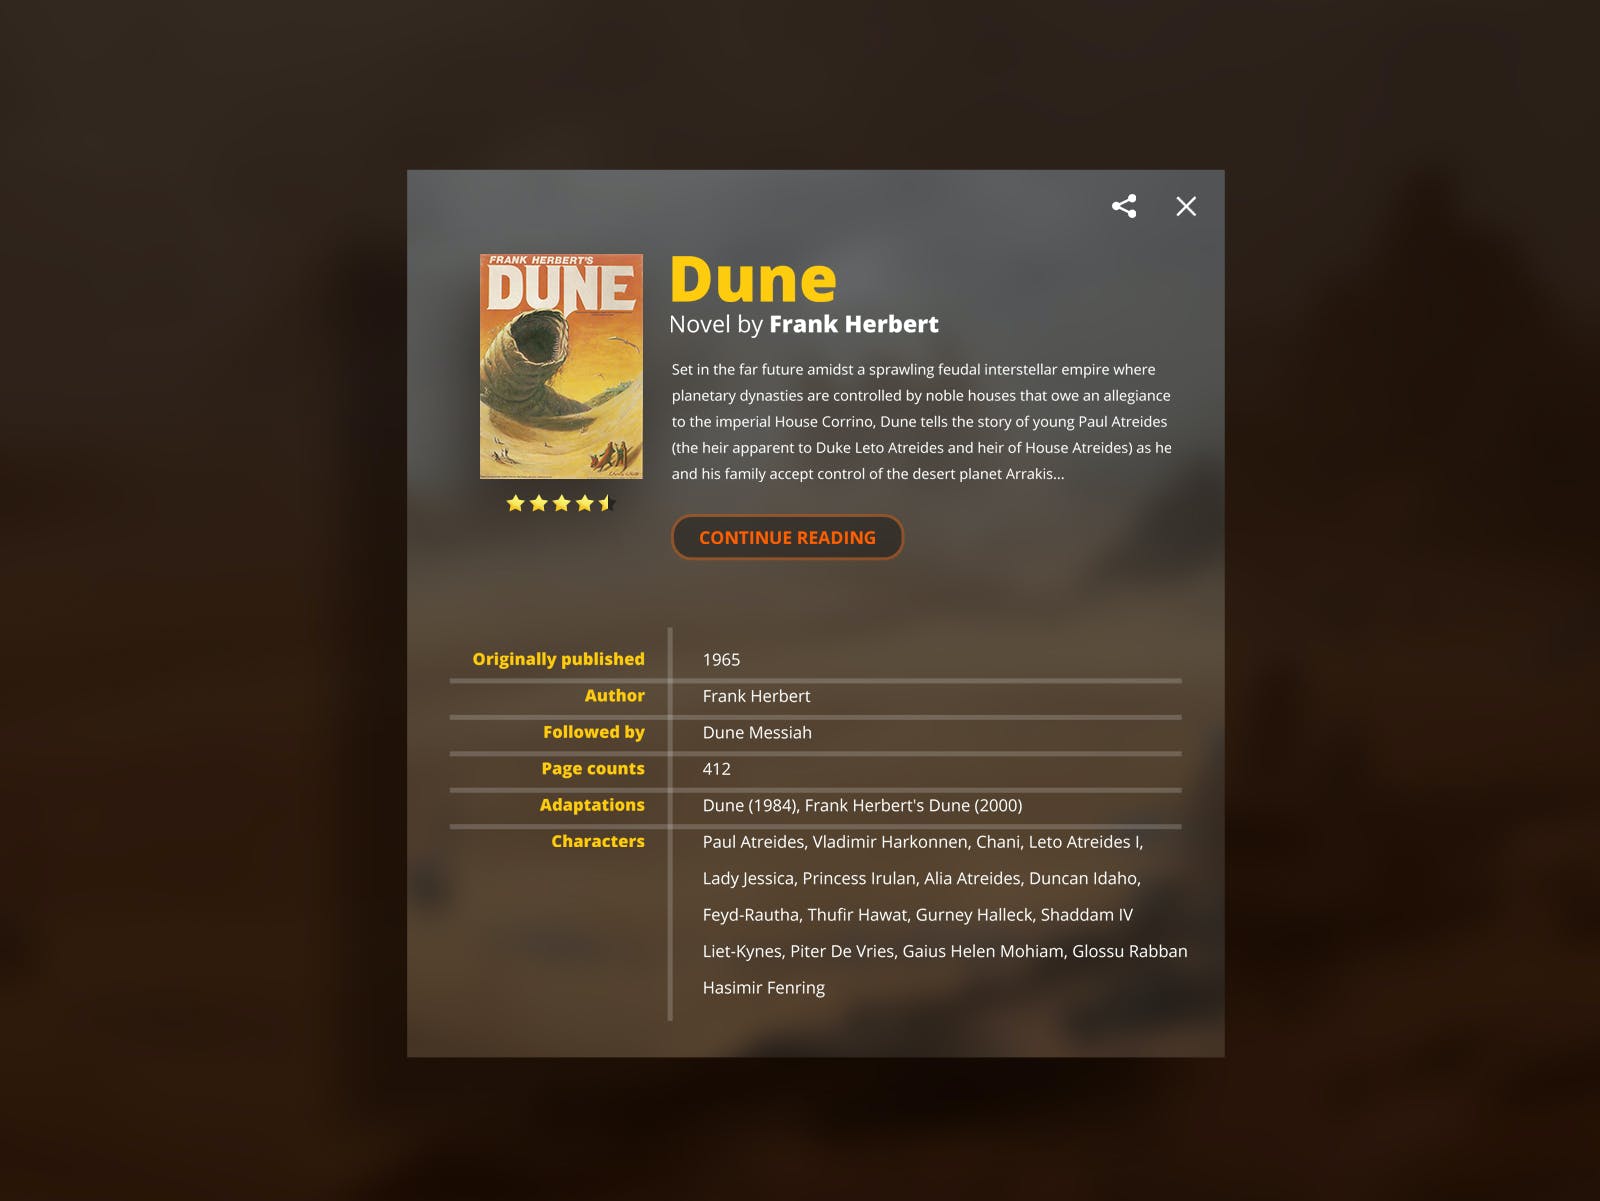 FRANK HERBERT'S
DUNE
Dune
Novel by Frank Herbert
Set in the far future amidst a sprawling feudal interstellar empire where
planetary dynasties are controlled by noble houses that owe an allegiance
to the imperial House Corrino, Dune tells the story of young Paul Atreides
(the heir apparent to Duke Leto Atreides and heir of House Atreides) as he
and his family accept control of the desert planet Arrakis...
CONTINUE READING
Originally published 1965
Author Frank Herbert
Followed by Dune Messiah
Page counts 412
Adaptations Dune (1984), Frank Herbert's Dune (2000)
Characters Paul Atreides, Vladimir Harkonnen, Chani, Leto Atreides I,
Lady Jessica, Princess Irulan, Alia Atreides, Duncan Idaho,
Feyd-Rautha, Thufir Hawat, Gurney Halleck, Shaddam IV
Liet-Kynes, Piter De Vries, Gaius Helen Mohiam, Glossu Rabban
Hasimir Fenring